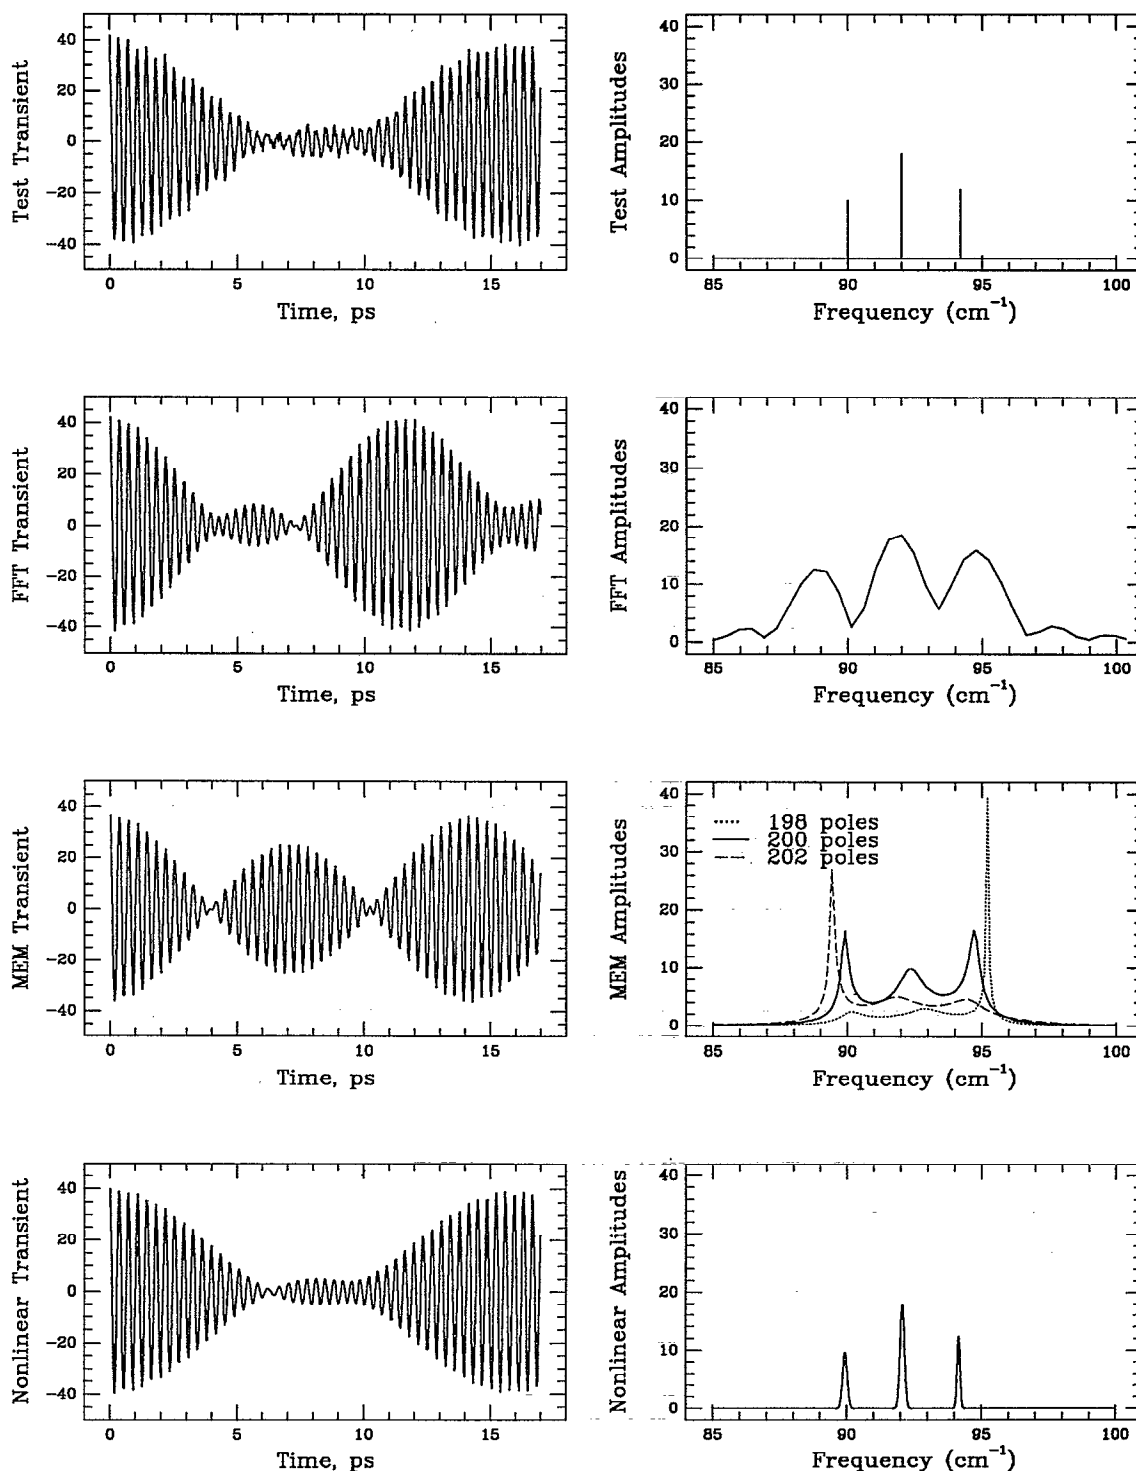 Test Transient
40
20
0
-20
-40
0 5 10 15
Time, ps
Test Amplitudes
40
30
20
10
0
85 90 95 100
Frequency (cm⁻¹)
FFT Transient
40
20
0
-20
-40
0 5 10 15
Time, ps
FFT Amplitudes
40
30
20
10
0
85 90 95 100
Frequency (cm⁻¹)
MEM Transient
40
20
0
-20
-40
0 5 10 15
Time, ps
MEM Amplitudes
40
30
20
10
0
198 poles
200 poles
202 poles
85 90 95 100
Frequency (cm⁻¹)
Nonlinear Transient
40
20
0
-20
-40
0 5 10 15
Time, ps
Nonlinear Amplitudes
40
30
20
10
0
85 90 95 100
Frequency (cm⁻¹)